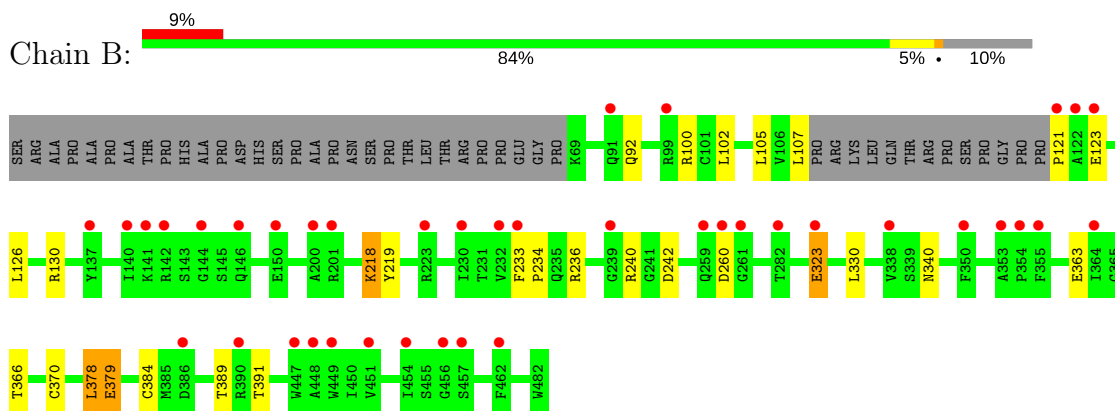 9%
Chain B:
84% 5% • 10%
SER ARG ALA PRO ALA PRO ALA THR PRO HIS ALA PRO ASP HIS SER PRO ALA PRO ASN SER PRO THR LEU THR ARG PRO PRO GLU GLY PRO K69 Q91 Q92 R99 R100 C101 L102 L105 V106 L107 PRO ARG LYS LEU GLN THR ARG PRO SER PRO GLY PRO PRO P121 A122 E123
L126 R130 Y137 I140 K141 R142 S143 G144 S145 Q146 E150 A200 R201 K218 Y219 R223 I230 T231 V232 F233 P234 Q235 R236 G239 R240 G241 D242 Q259 D260 G261 T282 E323 L330 V338 S339 N340 F350 A353 P354 F355 E363 I364
T366 C370 L378 E379 C384 M385 D386 T389 R390 T391 W447 A448 W449 I450 V451 I454 S455 G456 S457 F462 W482